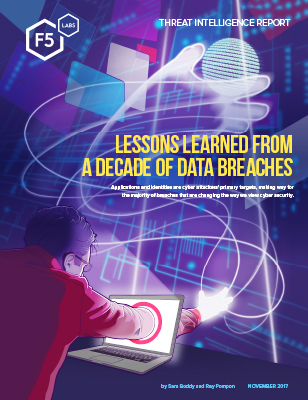 F5
LABS
THREAT INTELLIGENCE REPORT
LESSONS LEARNED FROM
A DECADE OF DATA BREACHES
Applications and identities are cyber attackers' primary targets, making way for
the majority of breaches that are changing the way we view cyber security.
by Sara Boddy and Ray Pompon
NOVEMBER 2017